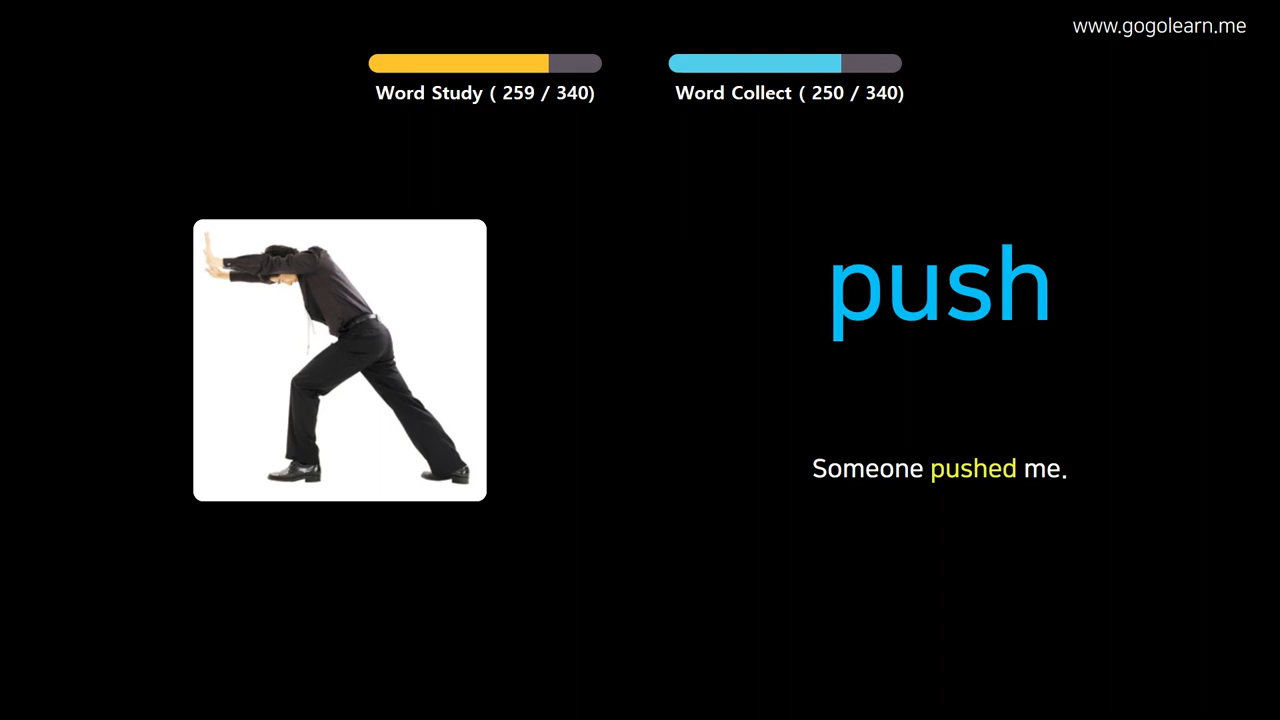 www.gogolearn.me
Word Study ( 259 / 340)
Word Collect ( 250 / 340)
push
Someone pushed me.